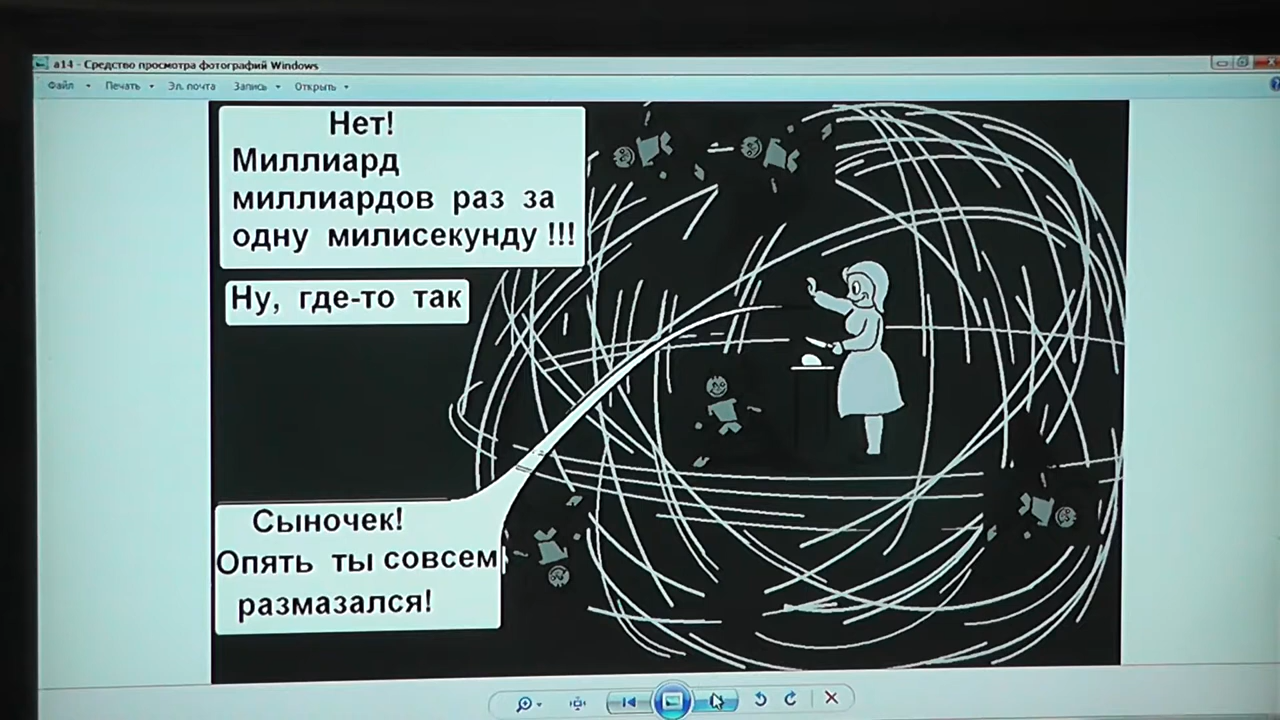 a14 - Средство просмотра фотографий Windows
Файл Печать Эл. почта Запись Открыть
Нет!
Миллиард
миллиардов раз за
одну милисекунду !!!
Ну, где-то так
Сыночек!
Опять ты совсем
размазался!